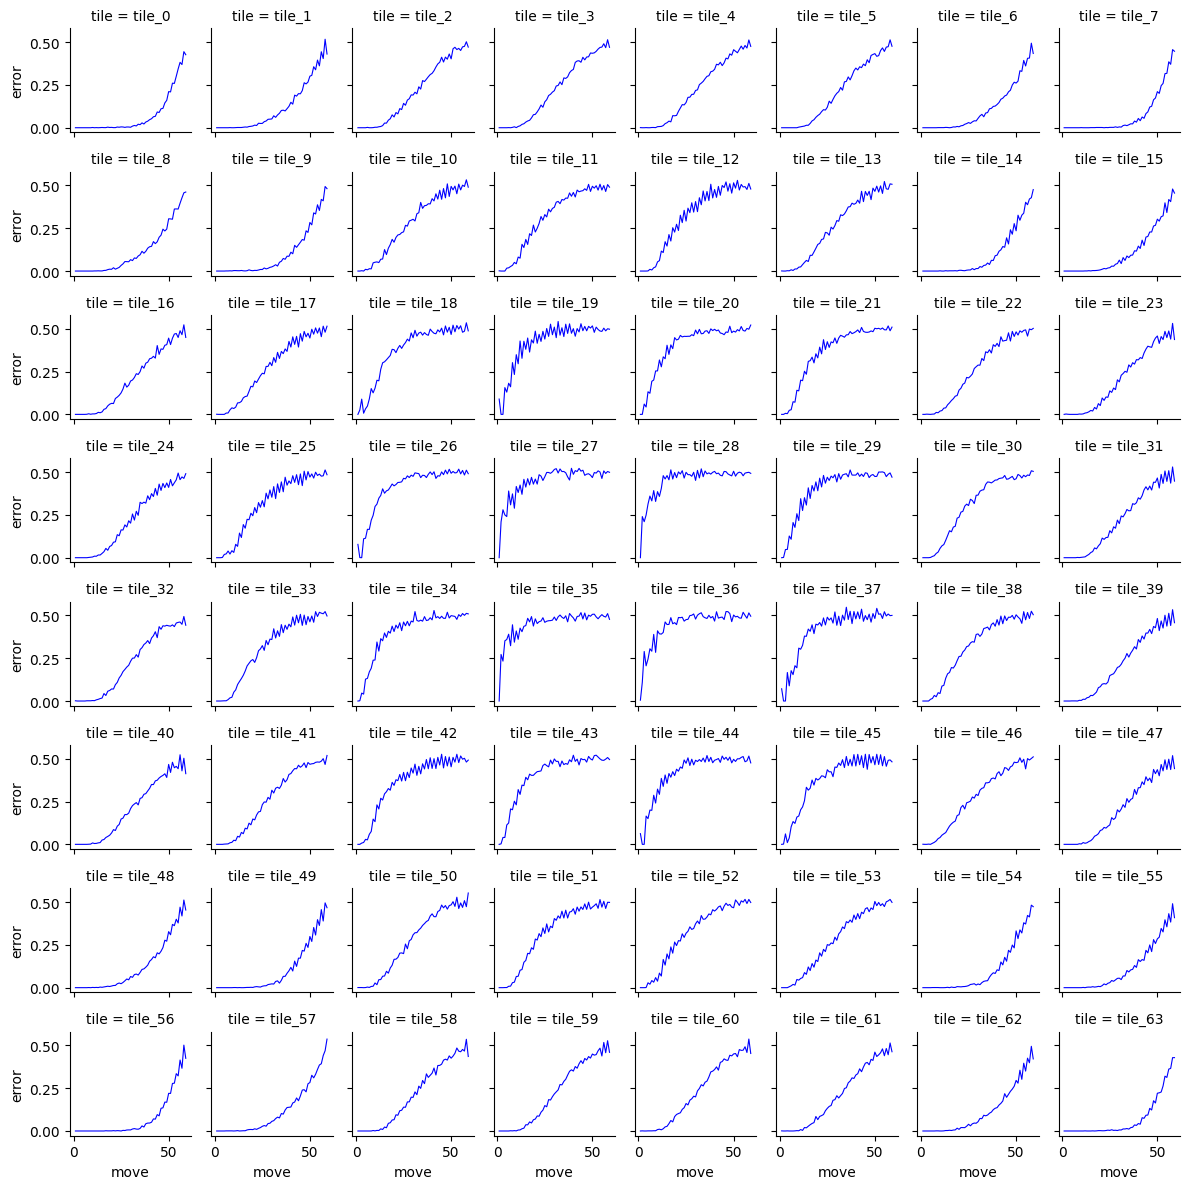 tile = tile_0 tile = tile_1 tile = tile_2 tile = tile_3 tile = tile_4 tile = tile_5 tile = tile_6 tile = tile_7
0.50
0.25
0.00
error
tile = tile_8 tile = tile_9 tile = tile_10 tile = tile_11 tile = tile_12 tile = tile_13 tile = tile_14 tile = tile_15
0.50
0.25
0.00
error
tile = tile_16 tile = tile_17 tile = tile_18 tile = tile_19 tile = tile_20 tile = tile_21 tile = tile_22 tile = tile_23
0.50
0.25
0.00
error
tile = tile_24 tile = tile_25 tile = tile_26 tile = tile_27 tile = tile_28 tile = tile_29 tile = tile_30 tile = tile_31
0.50
0.25
0.00
error
tile = tile_32 tile = tile_33 tile = tile_34 tile = tile_35 tile = tile_36 tile = tile_37 tile = tile_38 tile = tile_39
0.50
0.25
0.00
error
tile = tile_40 tile = tile_41 tile = tile_42 tile = tile_43 tile = tile_44 tile = tile_45 tile = tile_46 tile = tile_47
0.50
0.25
0.00
error
tile = tile_48 tile = tile_49 tile = tile_50 tile = tile_51 tile = tile_52 tile = tile_53 tile = tile_54 tile = tile_55
0.50
0.25
0.00
error
tile = tile_56 tile = tile_57 tile = tile_58 tile = tile_59 tile = tile_60 tile = tile_61 tile = tile_62 tile = tile_63
0.50
0.25
0.00
error
0 50 0 50 0 50 0 50 0 50 0 50 0 50 0 50
move move move move move move move move